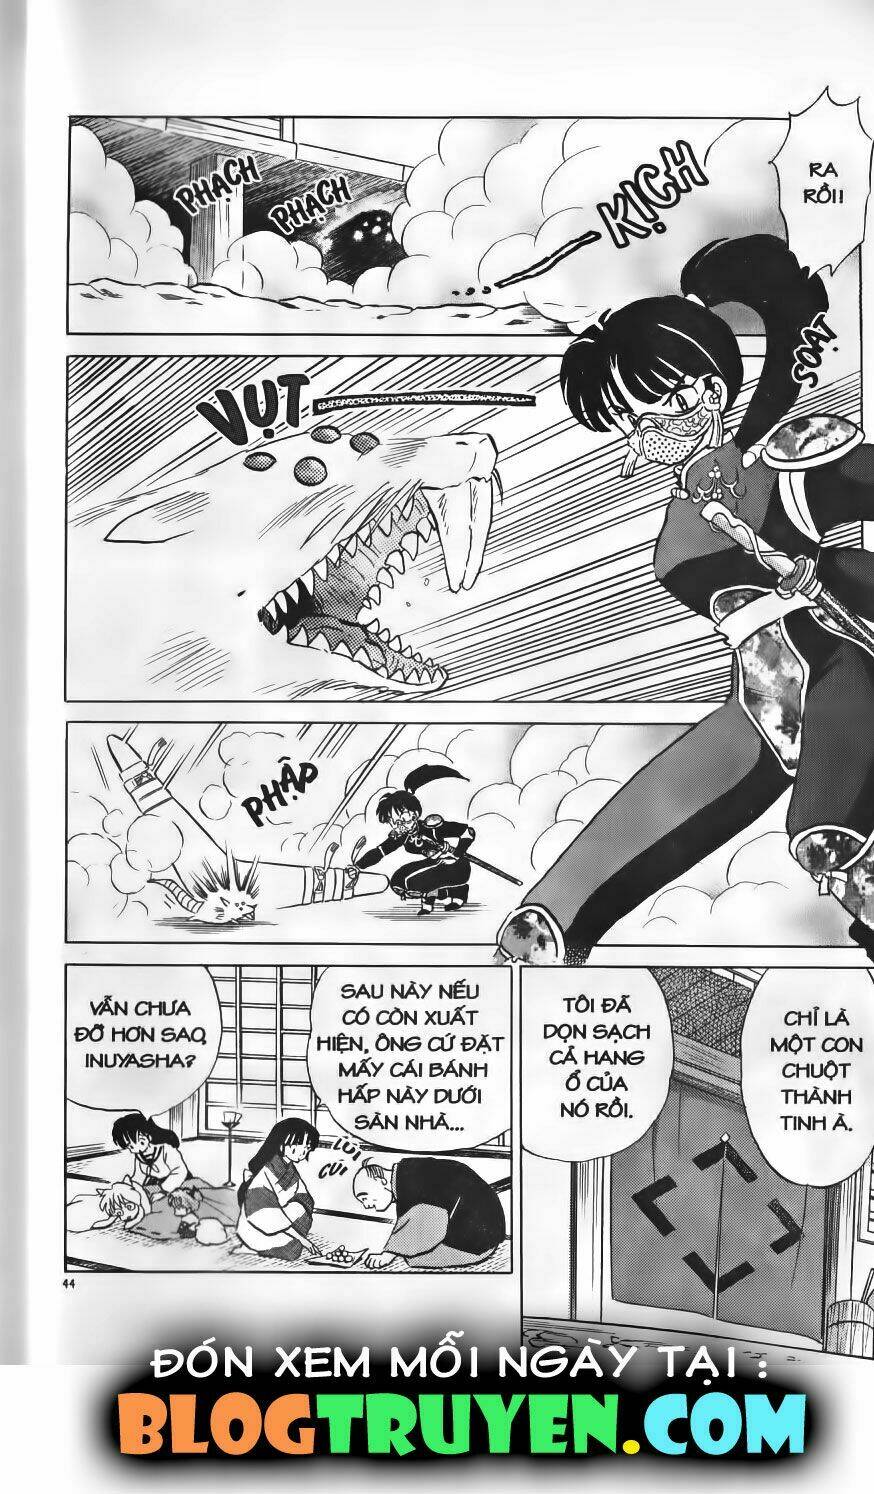 RA
RỒI!
KỊCH
PHẠCH
PHẠCH
SOẠT
VỤT
PHẬP
CHỈ LÀ
MỘT CON
CHUỘT
THÀNH
TINH À.
TÔI ĐÃ
DỌN SẠCH
CẢ HANG
Ổ CỦA
NÓ RỒI.
SAU NÀY NẾU
CÓ CÒN XUẤT
HIỆN, ÔNG CỨ ĐẶT
MẤY CÁI BÁNH
HẤP NÀY DƯỚI
SÀN NHÀ...
LÚI
CÚI
VẪN CHƯA
ĐỠ HƠN SAO,
INUYASHA?
44
ĐÓN XEM MỖI NGÀY TẠI :
BLOGTRUYEN.COM